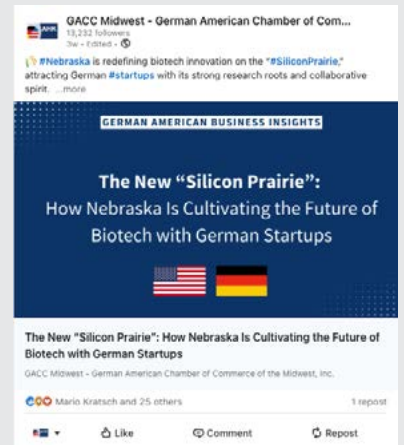 GACC Midwest - German American Chamber of Com...
AHK
13,232 followers
3w • Edited •
#Nebraska is redefining biotech innovation on the "#SiliconPrairie,"
attracting German #startups with its strong research roots and collaborative
spirit. ...more
GERMAN AMERICAN BUSINESS INSIGHTS
The New “Silicon Prairie”:
How Nebraska Is Cultivating the Future of
Biotech with German Startups
The New "Silicon Prairie": How Nebraska Is Cultivating the Future of
Biotech with German Startups
GACC Midwest - German American Chamber of Commerce of the Midwest, Inc.
Mario Kratsch and 25 others
1 repost
Like
Comment
Repost